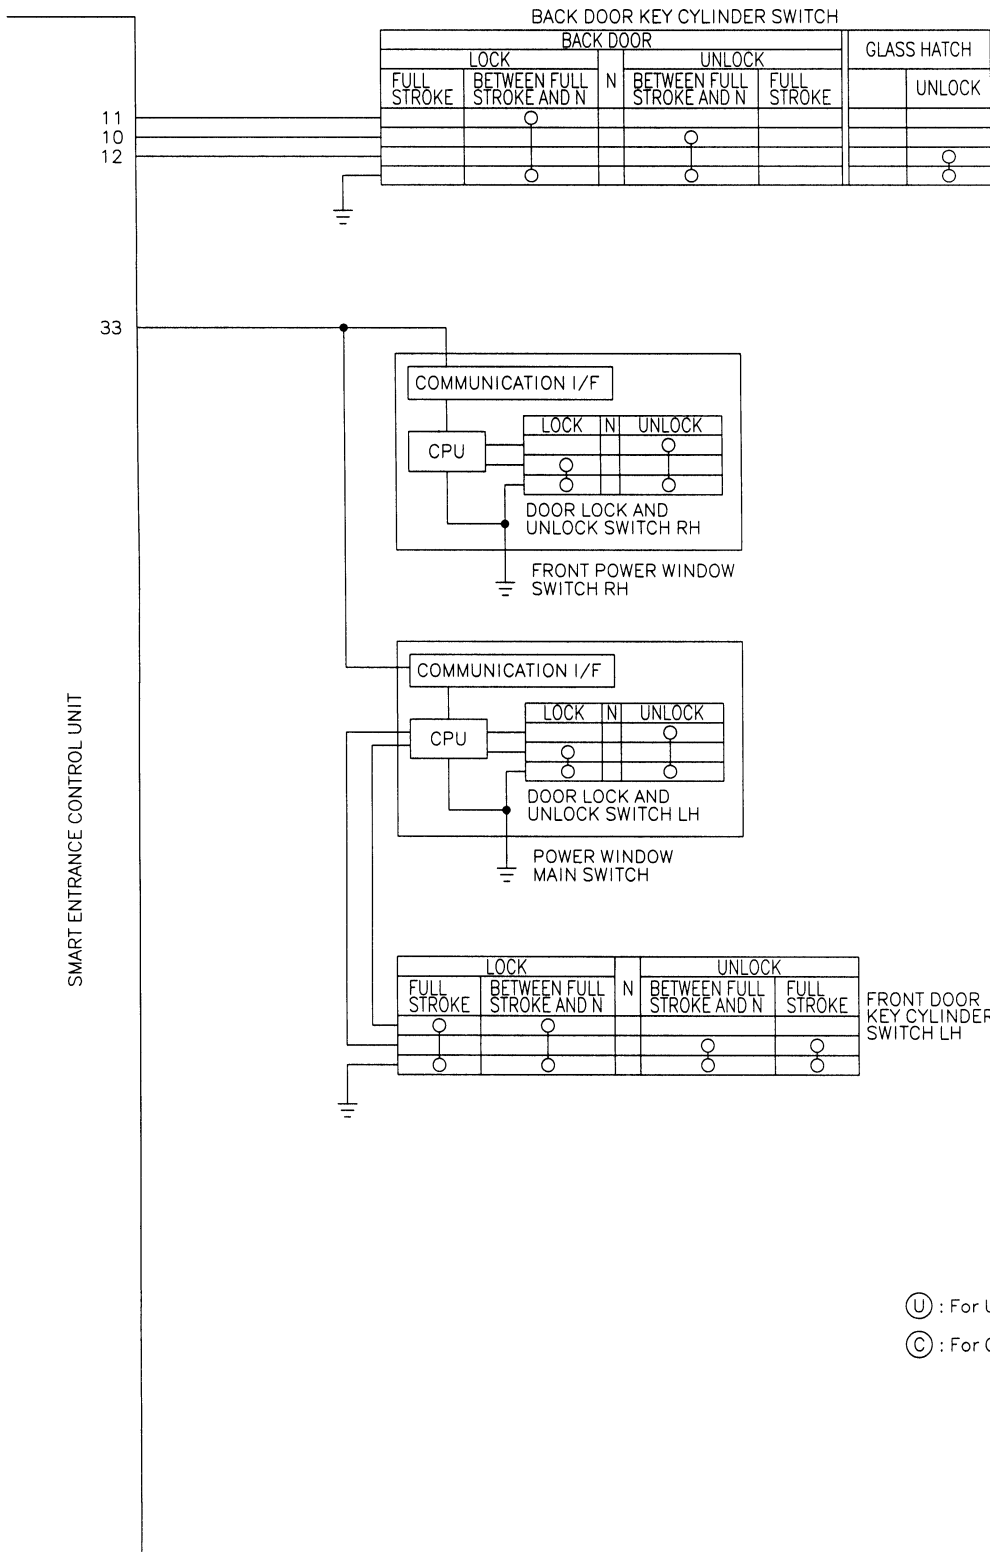 BACK DOOR KEY CYLINDER SWITCH
BACK DOOR
GLASS HATCH
LOCK
N
UNLOCK
FULL
STROKE
BETWEEN FULL
STROKE AND N
BETWEEN FULL
STROKE AND N
FULL
STROKE
UNLOCK
11
10
12
33
COMMUNICATION I/F
CPU
LOCK N UNLOCK
DOOR LOCK AND
UNLOCK SWITCH RH
FRONT POWER WINDOW
SWITCH RH
COMMUNICATION I/F
CPU
LOCK N UNLOCK
DOOR LOCK AND
UNLOCK SWITCH LH
POWER WINDOW
MAIN SWITCH
SMART ENTRANCE CONTROL UNIT
LOCK
N
UNLOCK
FULL
STROKE
BETWEEN FULL
STROKE AND N
BETWEEN FULL
STROKE AND N
FULL
STROKE
FRONT DOOR
KEY CYLINDER
SWITCH LH
U : For U
C : For